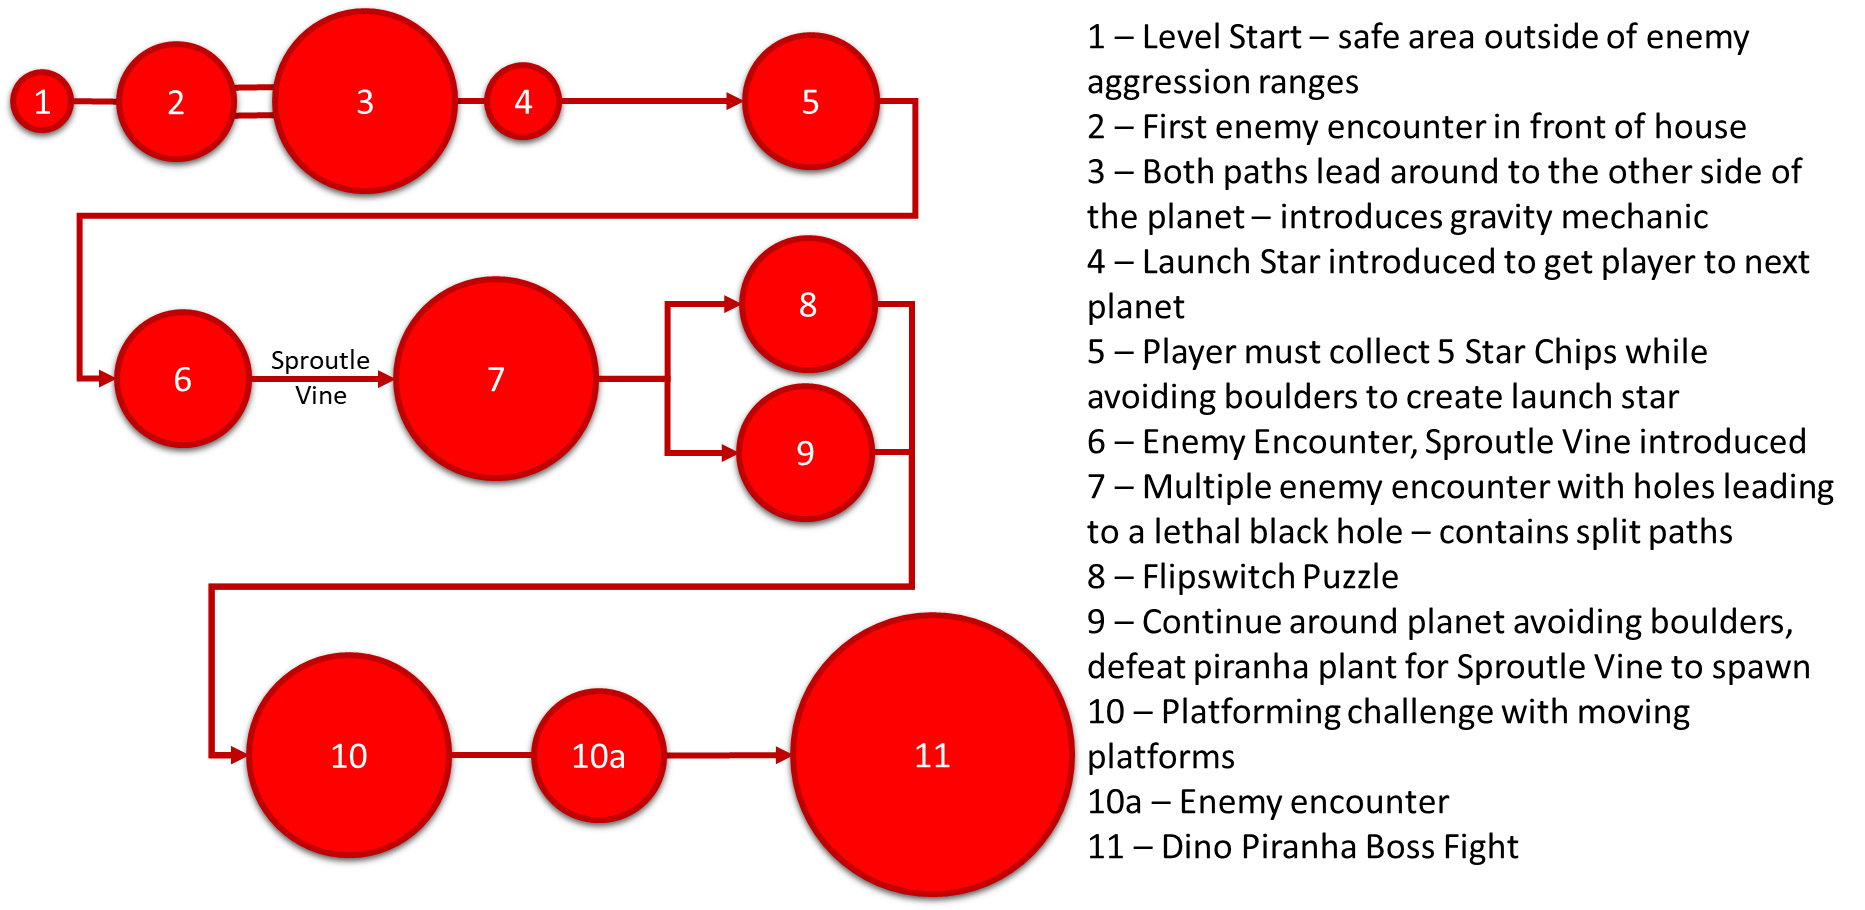 1
2
3
4
5
6
Sproutle
Vine
7
8
9
10
10a
11
1 – Level Start – safe area outside of enemy
aggression ranges
2 – First enemy encounter in front of house
3 – Both paths lead around to the other side of
the planet – introduces gravity mechanic
4 – Launch Star introduced to get player to next
planet
5 – Player must collect 5 Star Chips while
avoiding boulders to create launch star
6 – Enemy Encounter, Sproutle Vine introduced
7 – Multiple enemy encounter with holes leading
to a lethal black hole – contains split paths
8 – Flipswitch Puzzle
9 – Continue around planet avoiding boulders,
defeat piranha plant for Sproutle Vine to spawn
10 – Platforming challenge with moving
platforms
10a – Enemy encounter
11 – Dino Piranha Boss Fight